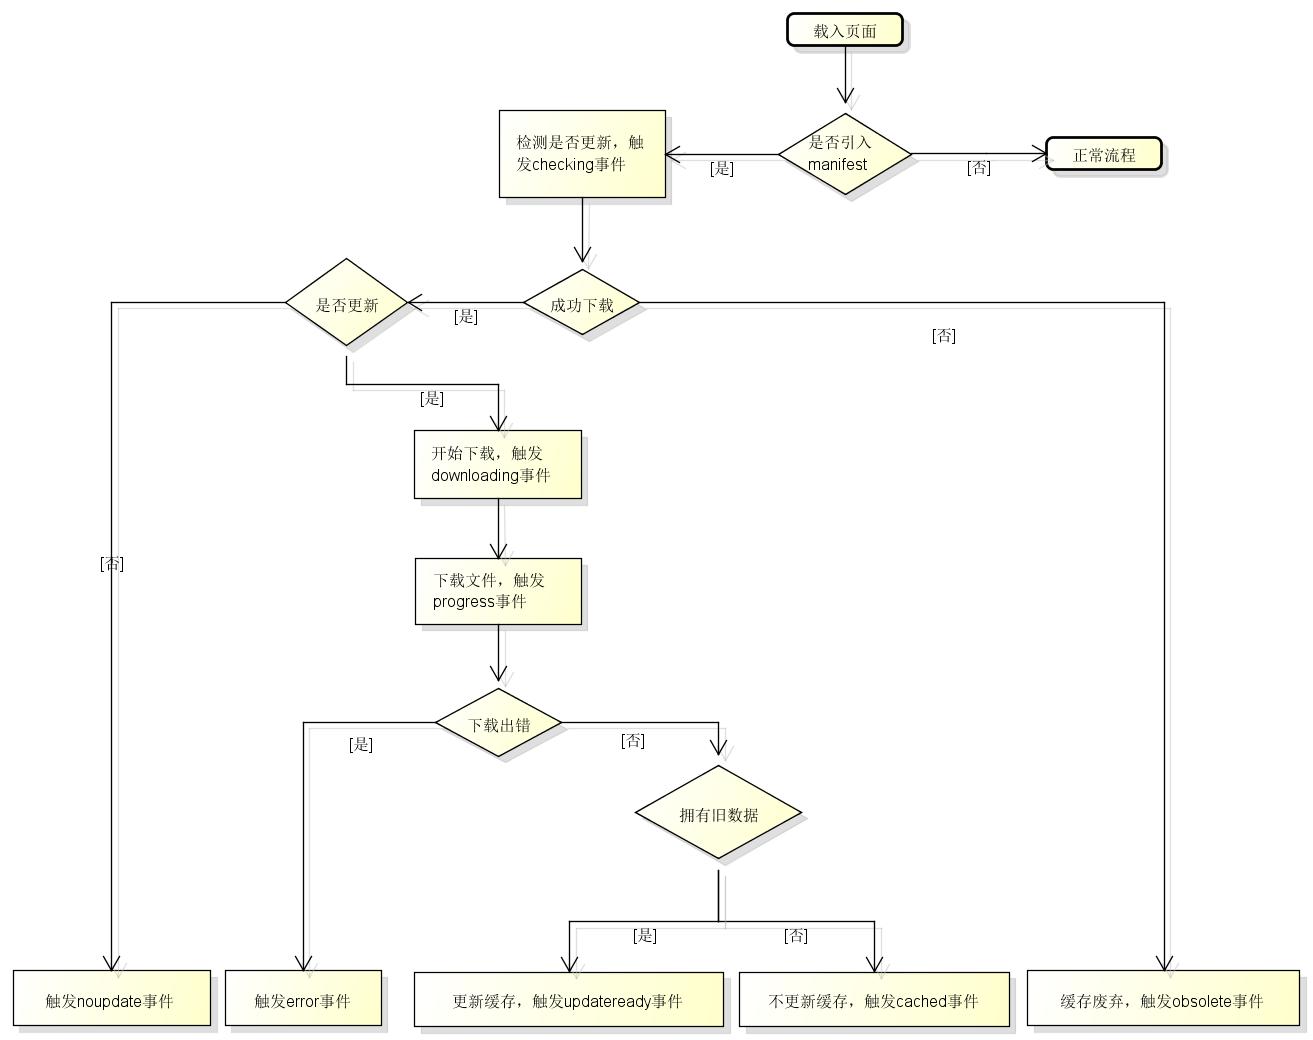 载入页面
检测是否更新，触
发checking事件
是否引入
manifest
正常流程
[是]
[否]
是否更新
成功下载
[是]
[否]
[是]
开始下载，触发
downloading事件
[否]
下载文件，触发
progress事件
下载出错
[是]
[否]
拥有旧数据
[是]
[否]
触发noupdate事件
触发error事件
更新缓存，触发updateready事件
不更新缓存，触发cached事件
缓存废弃，触发obsolete事件